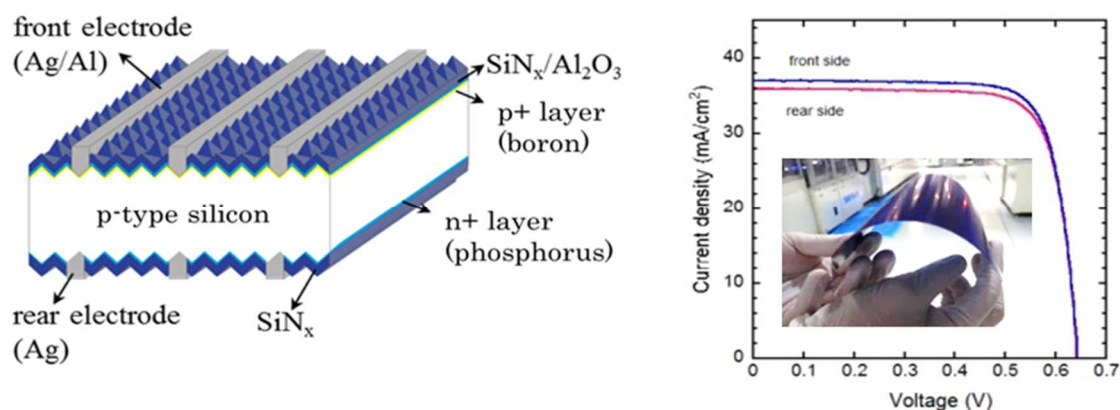 front electrode
(Ag/Al)
SiNx/Al2O3
p+ layer
(boron)
p-type silicon
n+ layer
(phosphorus)
rear electrode
(Ag)
SiNx
Current density (mA/cm2)
40
30
20
10
0
front side
rear side
0 0.1 0.2 0.3 0.4 0.5 0.6 0.7
Voltage (V)